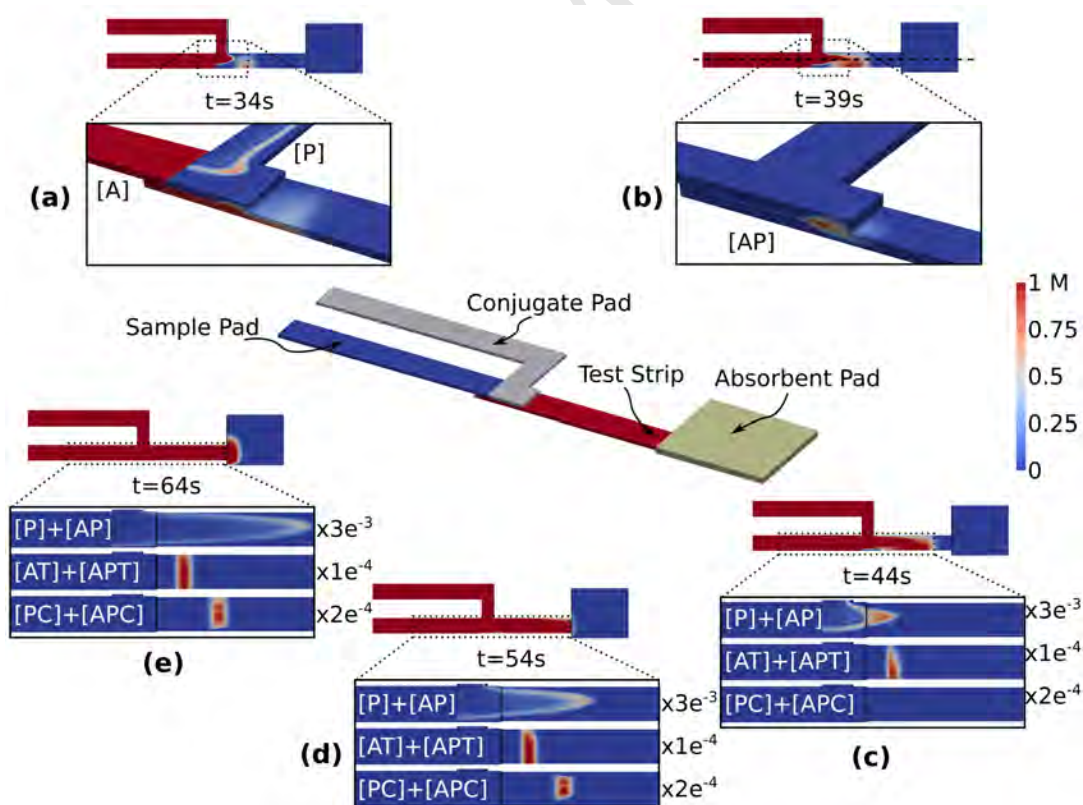 t=34s
[P]
[A]
(a)
t=39s
(b)
[AP]
Sample Pad
Conjugate Pad
Test Strip
Absorbent Pad
1 M
0.75
0.5
0.25
0
t=64s
[P]+[AP] x3e⁻³
[AT]+[APT] x1e⁻⁴
[PC]+[APC] x2e⁻⁴
(e)
t=54s
[P]+[AP] x3e⁻³
[AT]+[APT] x1e⁻⁴
[PC]+[APC] x2e⁻⁴
(d)
t=44s
[P]+[AP] x3e⁻³
[AT]+[APT] x1e⁻⁴
[PC]+[APC] x2e⁻⁴
(c)